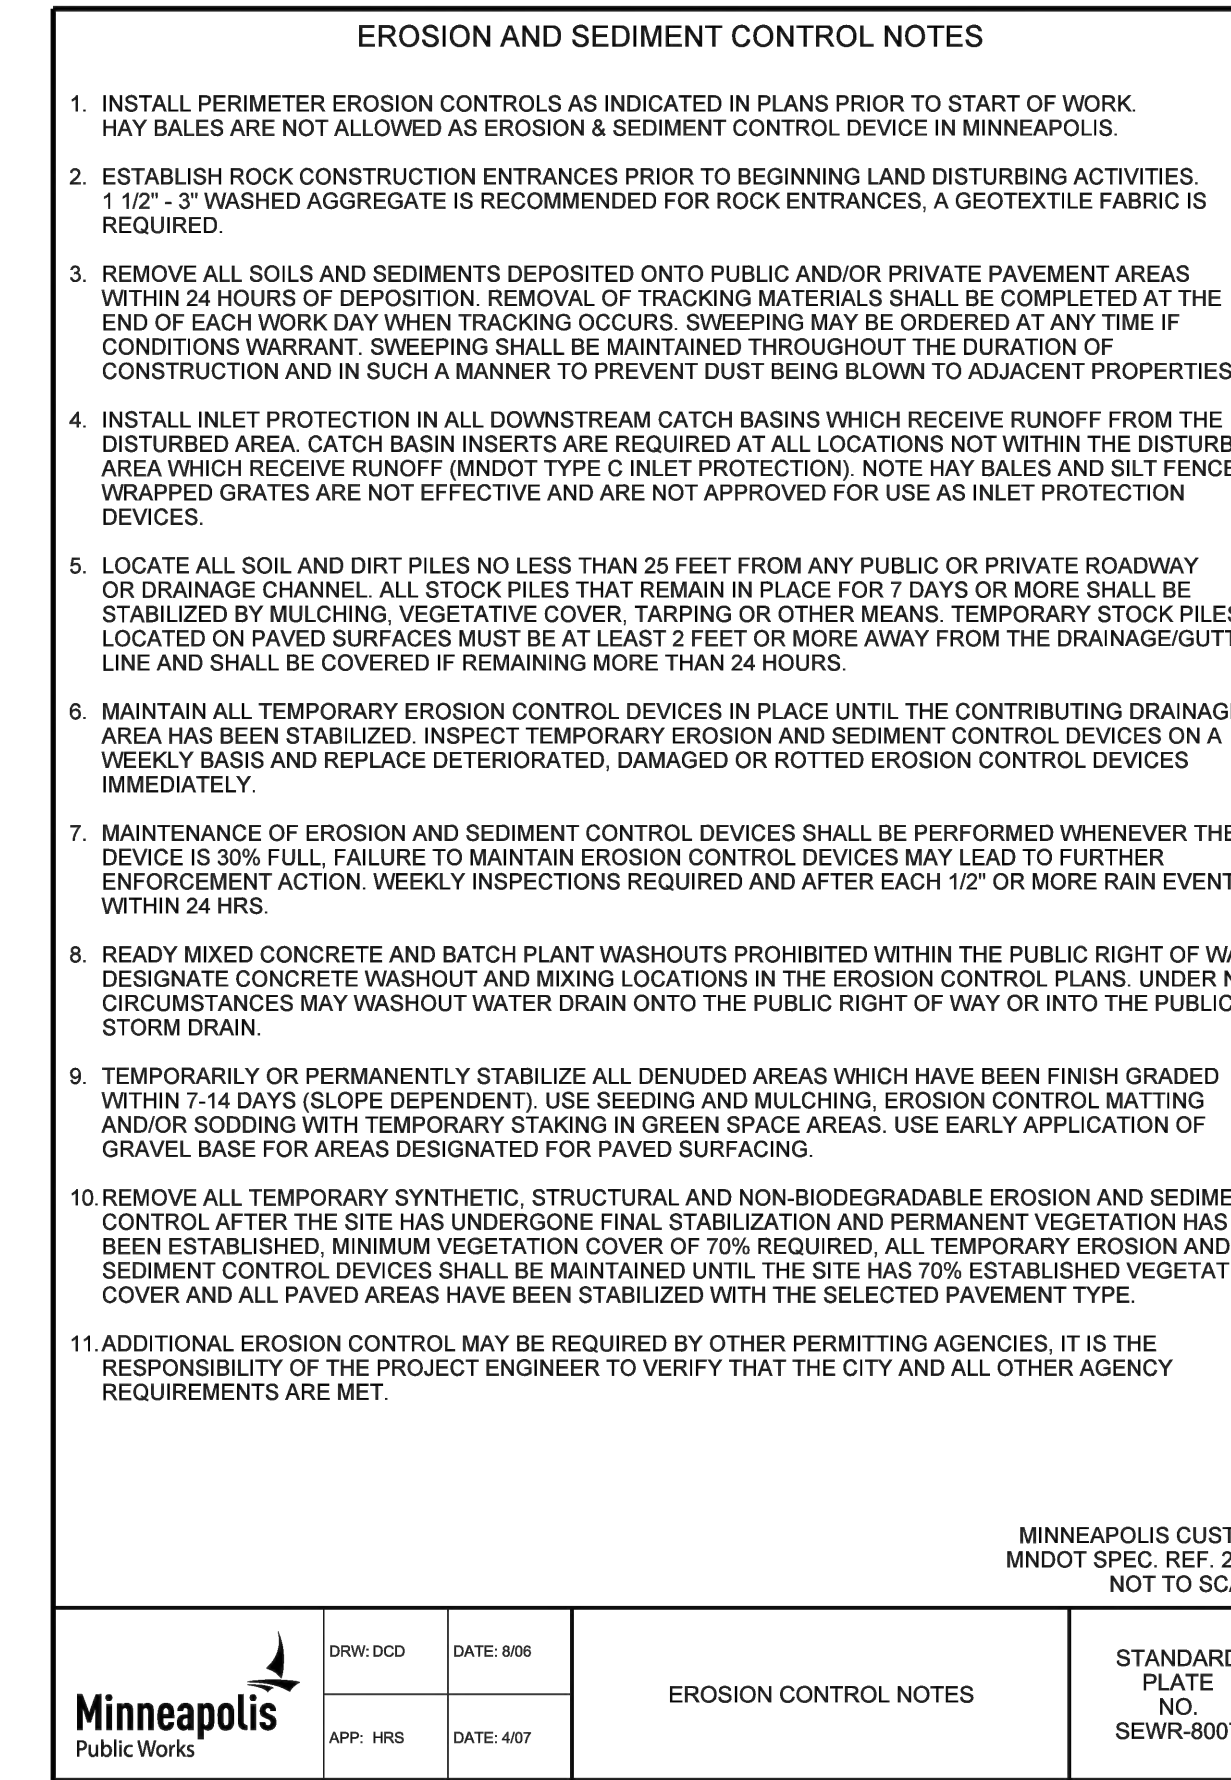 EROSION AND SEDIMENT CONTROL NOTES
1. INSTALL PERIMETER EROSION CONTROLS AS INDICATED IN PLANS PRIOR TO START OF WORK.
HAY BALES ARE NOT ALLOWED AS EROSION & SEDIMENT CONTROL DEVICE IN MINNEAPOLIS.
2. ESTABLISH ROCK CONSTRUCTION ENTRANCES PRIOR TO BEGINNING LAND DISTURBING ACTIVITIES.
1 1/2" - 3" WASHED AGGREGATE IS RECOMMENDED FOR ROCK ENTRANCES, A GEOTEXTILE FABRIC IS
REQUIRED.
3. REMOVE ALL SOILS AND SEDIMENTS DEPOSITED ONTO PUBLIC AND/OR PRIVATE PAVEMENT AREAS
WITHIN 24 HOURS OF DEPOSITION. REMOVAL OF TRACKING MATERIALS SHALL BE COMPLETED AT THE
END OF EACH WORK DAY WHEN TRACKING OCCURS. SWEEPING MAY BE ORDERED AT ANY TIME IF
CONDITIONS WARRANT. SWEEPING SHALL BE MAINTAINED THROUGHOUT THE DURATION OF
CONSTRUCTION AND IN SUCH A MANNER TO PREVENT DUST BEING BLOWN TO ADJACENT PROPERTIES
4. INSTALL INLET PROTECTION IN ALL DOWNSTREAM CATCH BASINS WHICH RECEIVE RUNOFF FROM THE
DISTURBED AREA. CATCH BASIN INSERTS ARE REQUIRED AT ALL LOCATIONS NOT WITHIN THE DISTURB
AREA WHICH RECEIVE RUNOFF (MNDOT TYPE C INLET PROTECTION). NOTE HAY BALES AND SILT FENCE
WRAPPED GRATES ARE NOT EFFECTIVE AND ARE NOT APPROVED FOR USE AS INLET PROTECTION
DEVICES.
5. LOCATE ALL SOIL AND DIRT PILES NO LESS THAN 25 FEET FROM ANY PUBLIC OR PRIVATE ROADWAY
OR DRAINAGE CHANNEL. ALL STOCK PILES THAT REMAIN IN PLACE FOR 7 DAYS OR MORE SHALL BE
STABILIZED BY MULCHING, VEGETATIVE COVER, TARPING OR OTHER MEANS. TEMPORARY STOCK PILES
LOCATED ON PAVED SURFACES MUST BE AT LEAST 2 FEET OR MORE AWAY FROM THE DRAINAGE/GUTT
LINE AND SHALL BE COVERED IF REMAINING MORE THAN 24 HOURS.
6. MAINTAIN ALL TEMPORARY EROSION CONTROL DEVICES IN PLACE UNTIL THE CONTRIBUTING DRAINAGE
AREA HAS BEEN STABILIZED. INSPECT TEMPORARY EROSION AND SEDIMENT CONTROL DEVICES ON A
WEEKLY BASIS AND REPLACE DETERIORATED, DAMAGED OR ROTTED EROSION CONTROL DEVICES
IMMEDIATELY.
7. MAINTENANCE OF EROSION AND SEDIMENT CONTROL DEVICES SHALL BE PERFORMED WHENEVER THE
DEVICE IS 30% FULL, FAILURE TO MAINTAIN EROSION CONTROL DEVICES MAY LEAD TO FURTHER
ENFORCEMENT ACTION. WEEKLY INSPECTIONS REQUIRED AND AFTER EACH 1/2" OR MORE RAIN EVENT
WITHIN 24 HRS.
8. READY MIXED CONCRETE AND BATCH PLANT WASHOUTS PROHIBITED WITHIN THE PUBLIC RIGHT OF WA
DESIGNATE CONCRETE WASHOUT AND MIXING LOCATIONS IN THE EROSION CONTROL PLANS. UNDER N
CIRCUMSTANCES MAY WASHOUT WATER DRAIN ONTO THE PUBLIC RIGHT OF WAY OR INTO THE PUBLIC
STORM DRAIN.
9. TEMPORARILY OR PERMANENTLY STABILIZE ALL DENUDED AREAS WHICH HAVE BEEN FINISH GRADED
WITHIN 7-14 DAYS (SLOPE DEPENDENT). USE SEEDING AND MULCHING, EROSION CONTROL MATTING
AND/OR SODDING WITH TEMPORARY STAKING IN GREEN SPACE AREAS. USE EARLY APPLICATION OF
GRAVEL BASE FOR AREAS DESIGNATED FOR PAVED SURFACING.
10. REMOVE ALL TEMPORARY SYNTHETIC, STRUCTURAL AND NON-BIODEGRADABLE EROSION AND SEDIME
CONTROL AFTER THE SITE HAS UNDERGONE FINAL STABILIZATION AND PERMANENT VEGETATION HAS
BEEN ESTABLISHED, MINIMUM VEGETATION COVER OF 70% REQUIRED, ALL TEMPORARY EROSION AND
SEDIMENT CONTROL DEVICES SHALL BE MAINTAINED UNTIL THE SITE HAS 70% ESTABLISHED VEGETAT
COVER AND ALL PAVED AREAS HAVE BEEN STABILIZED WITH THE SELECTED PAVEMENT TYPE.
11. ADDITIONAL EROSION CONTROL MAY BE REQUIRED BY OTHER PERMITTING AGENCIES, IT IS THE
RESPONSIBILITY OF THE PROJECT ENGINEER TO VERIFY THAT THE CITY AND ALL OTHER AGENCY
REQUIREMENTS ARE MET.
MINNEAPOLIS CUST
MNDOT SPEC. REF. 2
NOT TO SCA
Minneapolis
Public Works
DRW: DCD
DATE: 8/06
APP: HRS
DATE: 4/07
EROSION CONTROL NOTES
STANDARD
PLATE
NO.
SEWR-8007